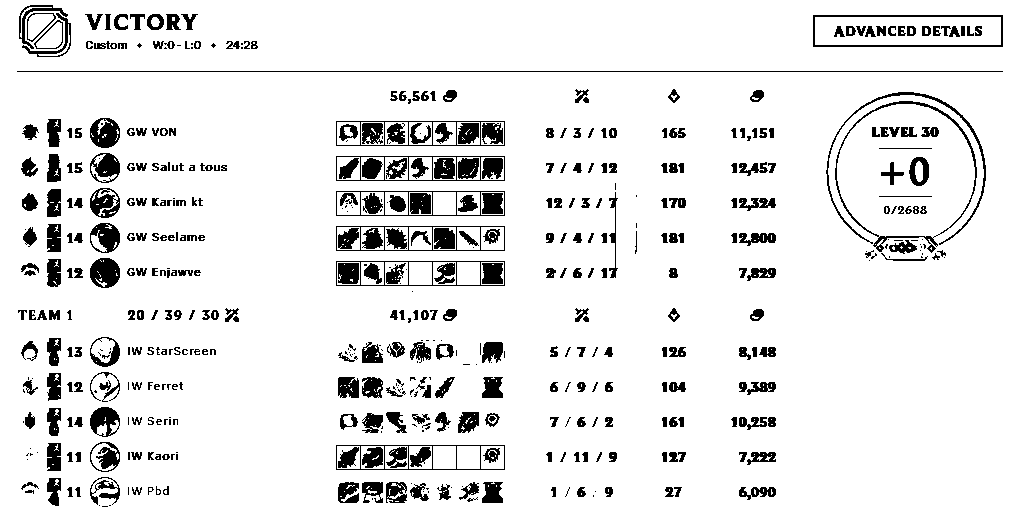 VICTORY
Custom • W:0 - L:0 • 24:28
ADVANCED DETAILS
56,561
15 GW VON 8 / 3 / 10 165 11,151
15 GW Salut a tous 7 / 4 / 12 181 12,457
14 GW Karim kt 12 / 3 / 7 170 12,324
14 GW Seelame 9 / 4 / 11 181 12,800
12 GW Enjawve 2 / 6 / 17 8 7,829
LEVEL 30
+0
0/2688
TEAM 1 20 / 39 / 30 41,107
13 IW StarScreen 5 / 7 / 4 126 8,148
12 IW Ferret 6 / 9 / 6 104 9,389
14 IW Serin 7 / 6 / 2 161 10,258
11 IW Kaori 1 / 11 / 9 127 7,222
11 IW Pbd 1 / 6 / 9 27 6,090